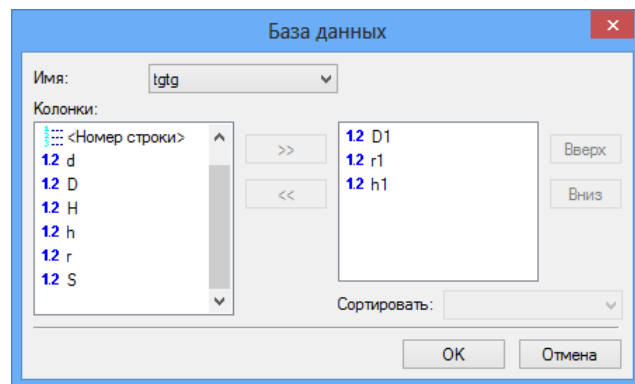 База данных
Имя: tgtg
Колонки:
<Номер строки>
1.2 d
1.2 D
1.2 H
1.2 h
1.2 r
1.2 S
>>
<<
1.2 D1
1.2 r1
1.2 h1
Вверх
Вниз
Сортировать:
OK Отмена